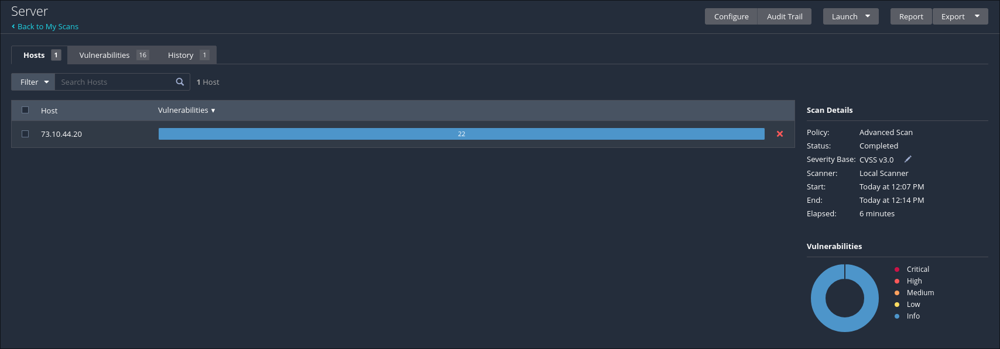 Server
Back to My Scans
Configure Audit Trail Launch Report Export
Hosts 1 Vulnerabilities 16 History 1
Filter Search Hosts 1 Host
Host Vulnerabilities
73.10.44.20 22
Scan Details
Policy: Advanced Scan
Status: Completed
Severity Base: CVSS v3.0
Scanner: Local Scanner
Start: Today at 12:07 PM
End: Today at 12:14 PM
Elapsed: 6 minutes
Vulnerabilities
Critical
High
Medium
Low
Info